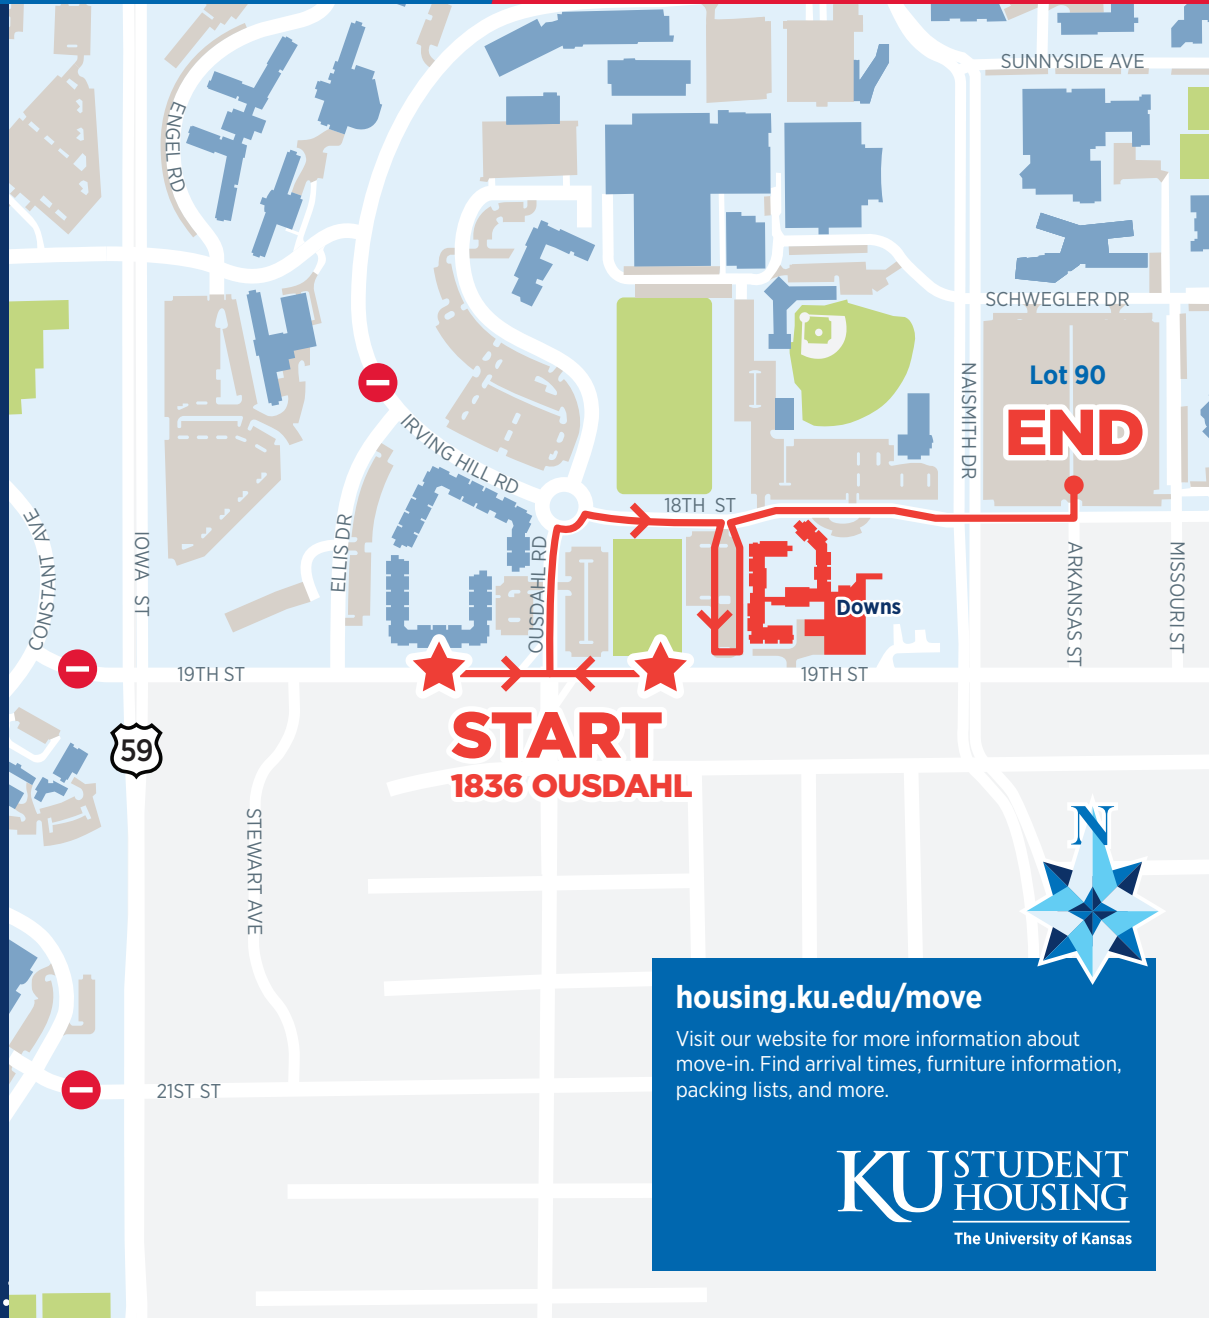 SUNNYSIDE AVE
ENGEL RD
SCHWEGLER DR
Lot 90
END
NAISMITH DR
IRVING HILL RD
18TH ST
CONSTANT AVE
IOWA ST
ELLIS DR
OUSDAHL RD
ARKANSAS ST
MISSOURI ST
Downs
19TH ST
19TH ST
START
1836 OUSDAHL
59
STEWART AVE
N
21ST ST
housing.ku.edu/move
Visit our website for more information about
move-in. Find arrival times, furniture information,
packing lists, and more.
KU STUDENT
HOUSING
The University of Kansas